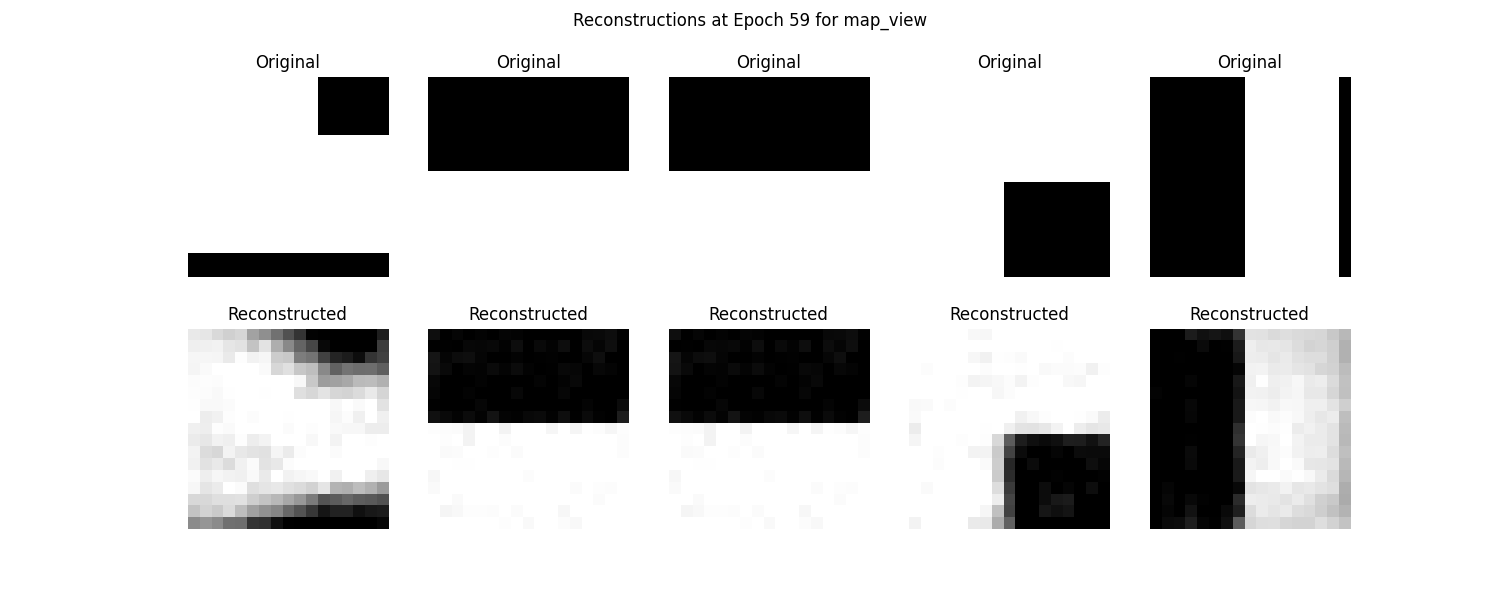 Reconstructions at Epoch 59 for map_view
Original Original Original Original Original
Reconstructed Reconstructed Reconstructed Reconstructed Reconstructed